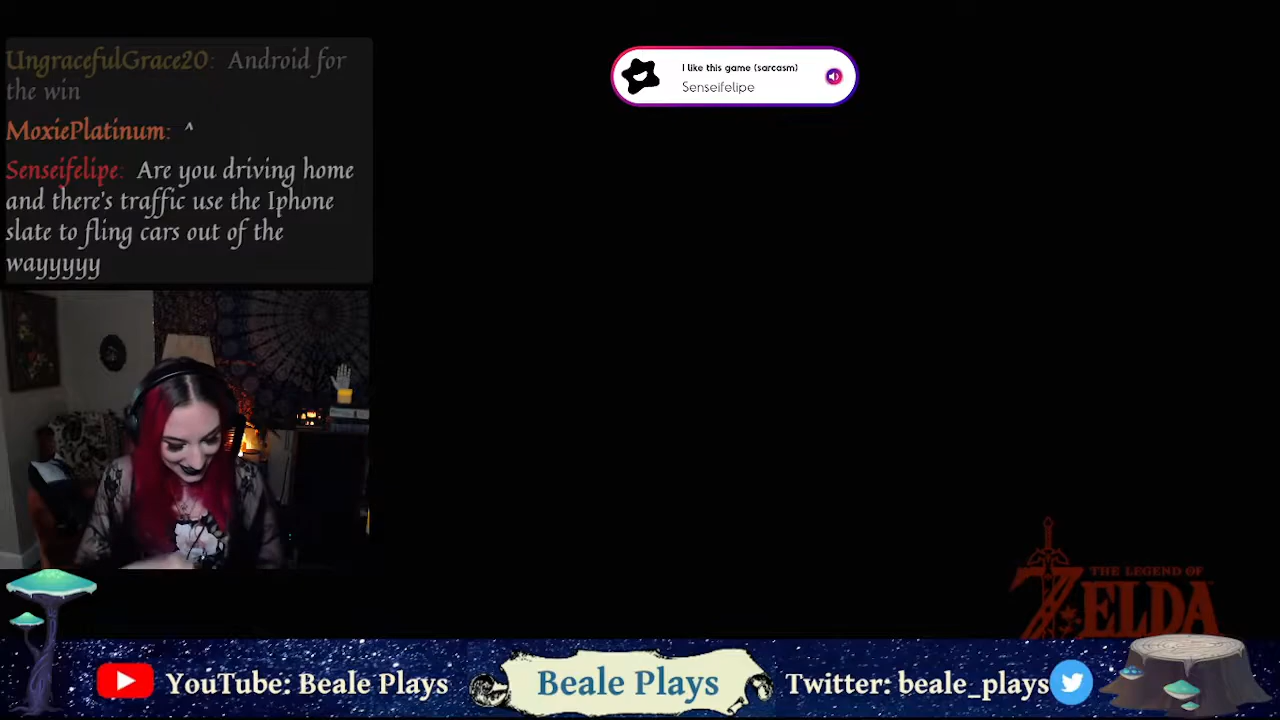 UngracefulGrace20: Android for
the win
MoxiePlatinum: ^
Senseifelipe: Are you driving home
and there's traffic use the Iphone
slate to fling cars out of the
wayyyyy
I like this game (sarcasm)
Senseifelipe
THE LEGEND OF
ZELDA
YouTube: Beale Plays
Beale Plays
Twitter: beale_plays